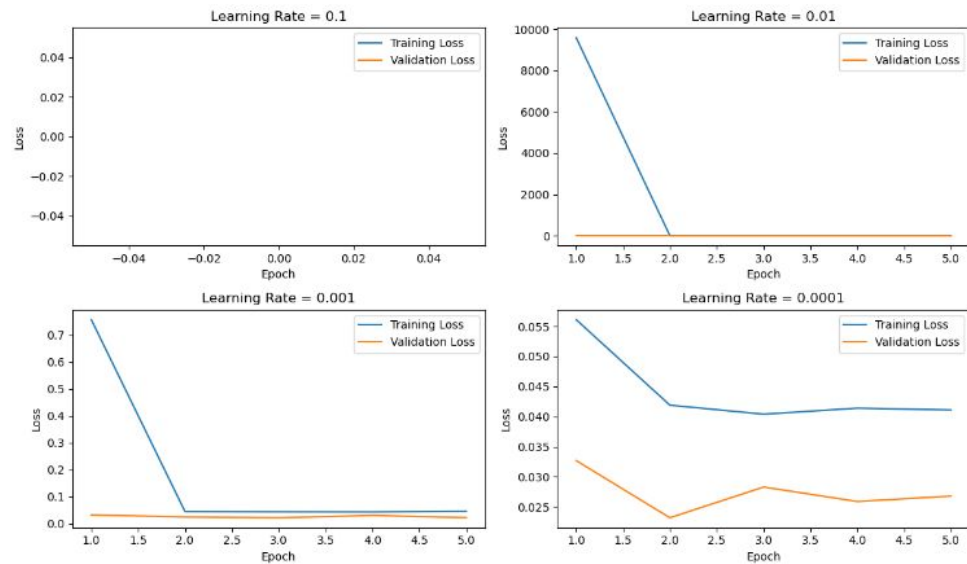 Learning Rate = 0.1
Training Loss
Validation Loss
0.04
0.02
0.00
−0.02
−0.04
Loss
−0.04
−0.02
0.00
0.02
0.04
Epoch
Learning Rate = 0.01
Training Loss
Validation Loss
10000
8000
6000
4000
2000
0
Loss
1.0
1.5
2.0
2.5
3.0
3.5
4.0
4.5
5.0
Epoch
Learning Rate = 0.001
Training Loss
Validation Loss
0.7
0.6
0.5
0.4
0.3
0.2
0.1
0.0
Loss
1.0
1.5
2.0
2.5
3.0
3.5
4.0
4.5
5.0
Epoch
Learning Rate = 0.0001
Training Loss
Validation Loss
0.055
0.050
0.045
0.040
0.035
0.030
0.025
Loss
1.0
1.5
2.0
2.5
3.0
3.5
4.0
4.5
5.0
Epoch